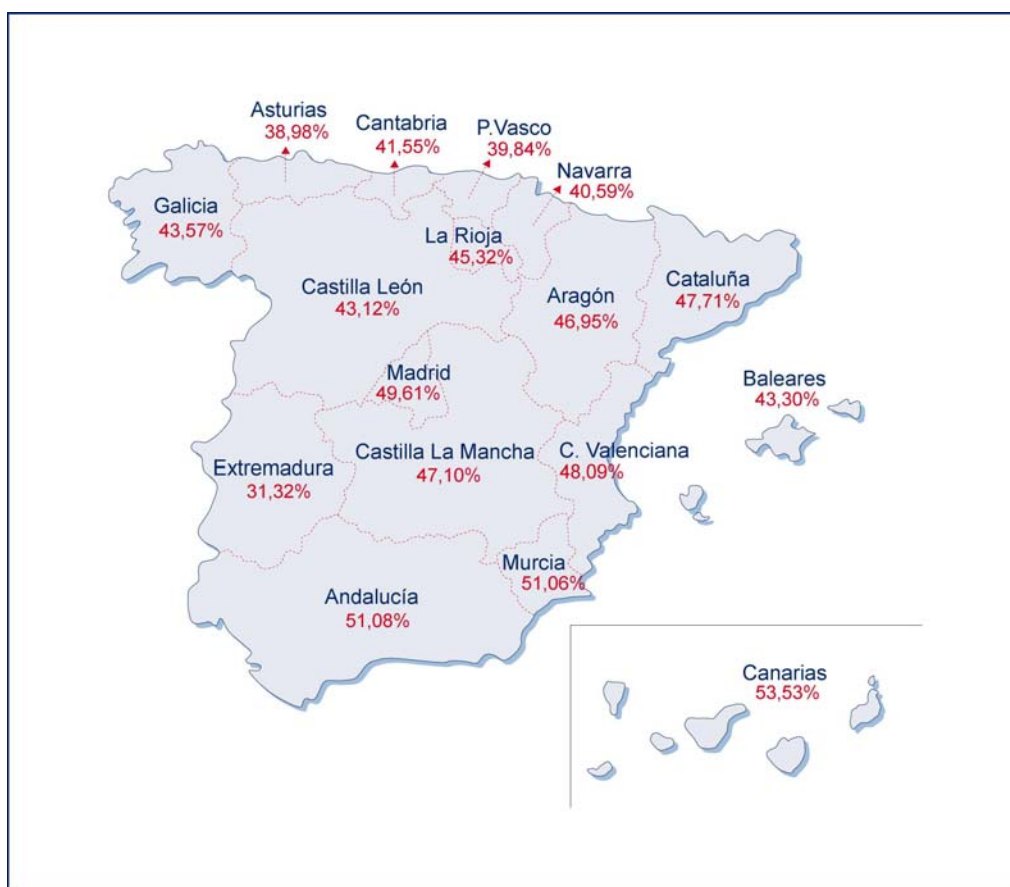 Asturias
38,98%
Cantabria
41,55%
P.Vasco
39,84%
Navarra
40,59%
Galicia
43,57%
La Rioja
45,32%
Castilla León
43,12%
Aragón
46,95%
Cataluña
47,71%
Madrid
49,61%
Baleares
43,30%
Extremadura
31,32%
Castilla La Mancha
47,10%
C. Valenciana
48,09%
Murcia
51,06%
Andalucía
51,08%
Canarias
53,53%